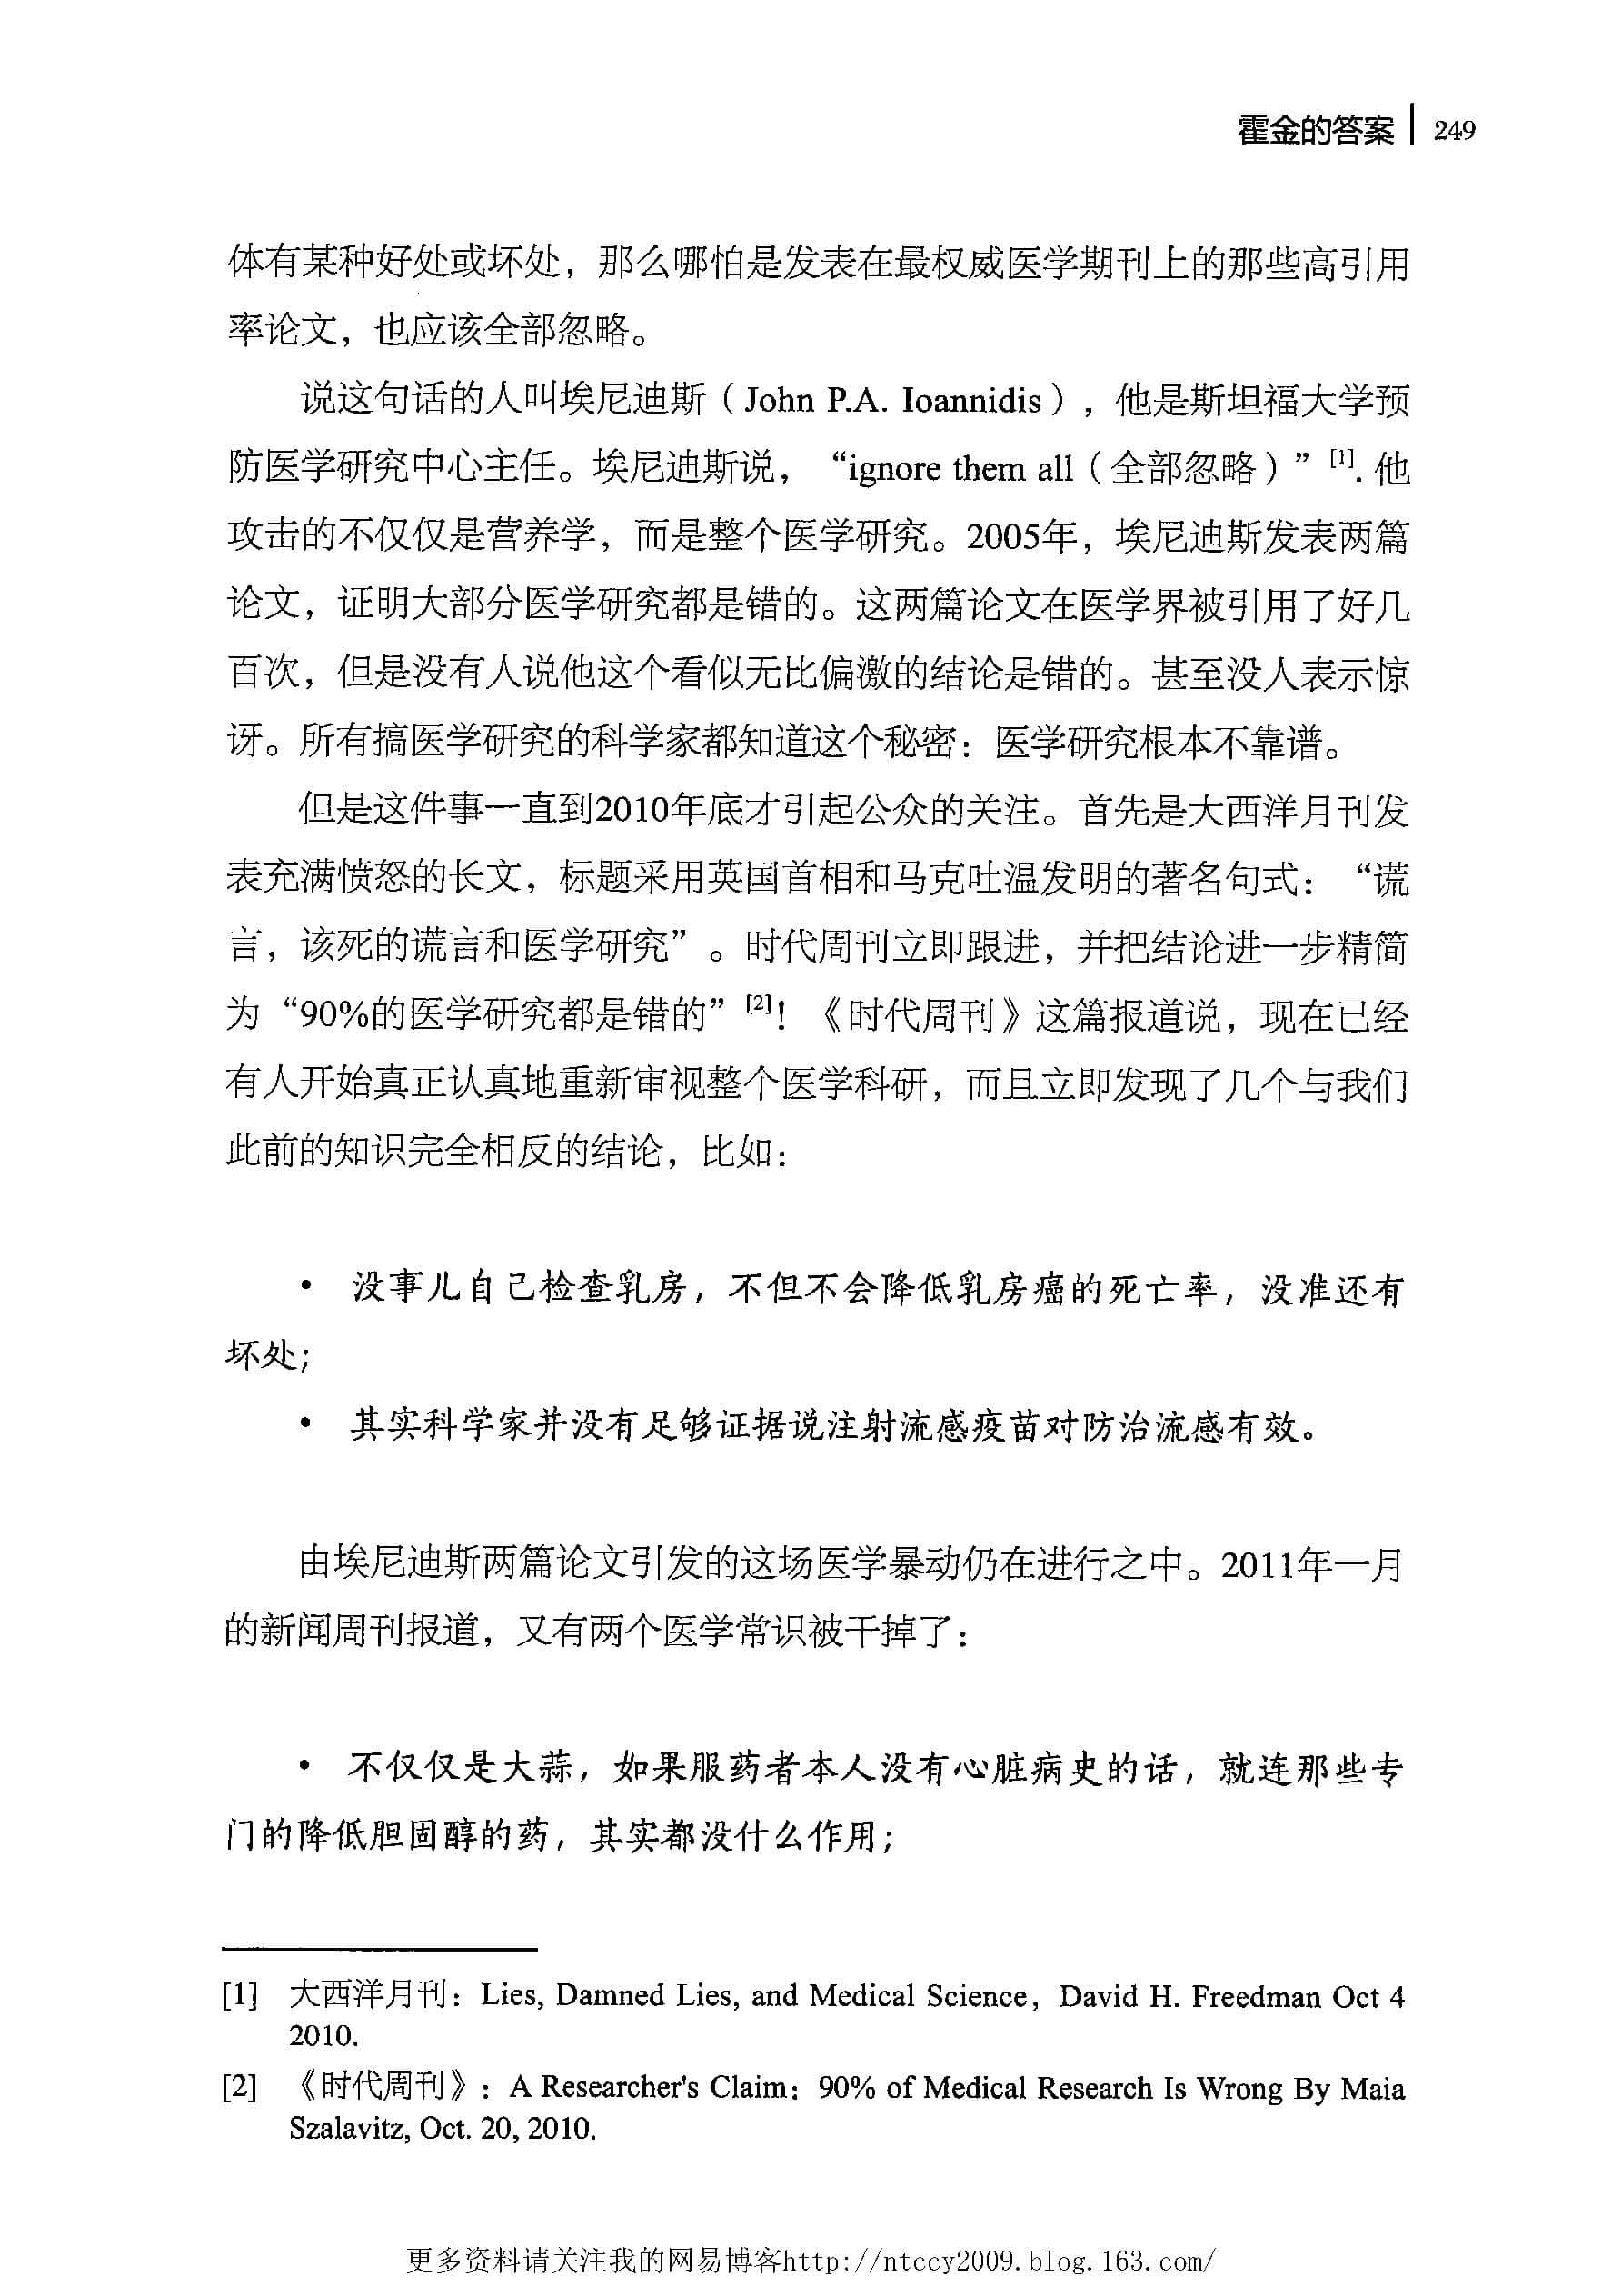 霍金的答案 249
体有某种好处或坏处，那么哪怕是发表在最权威医学期刊上的那些高引用
率论文，也应该全部忽略。
说这句话的人叫埃尼迪斯（John P.A. Ioannidis），他是斯坦福大学预
防医学研究中心主任。埃尼迪斯说，“ignore them all（全部忽略）”[1]. 他
攻击的不仅仅是营养学，而是整个医学研究。2005年，埃尼迪斯发表两篇
论文，证明大部分医学研究都是错的。这两篇论文在医学界被引用了好几
百次，但是没有人说他这个看似无比偏激的结论是错的。甚至没人表示惊
讶。所有搞医学研究的科学家都知道这个秘密：医学研究根本不靠谱。
但是这件事一直到2010年底才引起公众的关注。首先是大西洋月刊发
表充满愤怒的长文，标题采用英国首相和马克吐温发明的著名句式：“谎
言，该死的谎言和医学研究”。时代周刊立即跟进，并把结论进一步精简
为“90%的医学研究都是错的”[2]！《时代周刊》这篇报道说，现在已经
有人开始真正认真地重新审视整个医学科研，而且立即发现了几个与我们
此前的知识完全相反的结论，比如：
• 没事儿自己检查乳房，不但不会降低乳房癌的死亡率，没准还有
坏处；
• 其实科学家并没有足够证据说注射流感疫苗对防治流感有效。
由埃尼迪斯两篇论文引发的这场医学暴动仍在进行之中。2011年一月
的新闻周刊报道，又有两个医学常识被干掉了：
• 不仅仅是大蒜，如果服药者本人没有心脏病史的话，就连那些专
门的降低胆固醇的药，其实都没什么作用；
[1] 大西洋月刊：Lies, Damned Lies, and Medical Science，David H. Freedman Oct 4
2010.
[2] 《时代周刊》：A Researcher's Claim：90% of Medical Research Is Wrong By Maia
Szalavitz, Oct. 20, 2010.
更多资料请关注我的网易博客http://ntccy2009.blog.163.com/